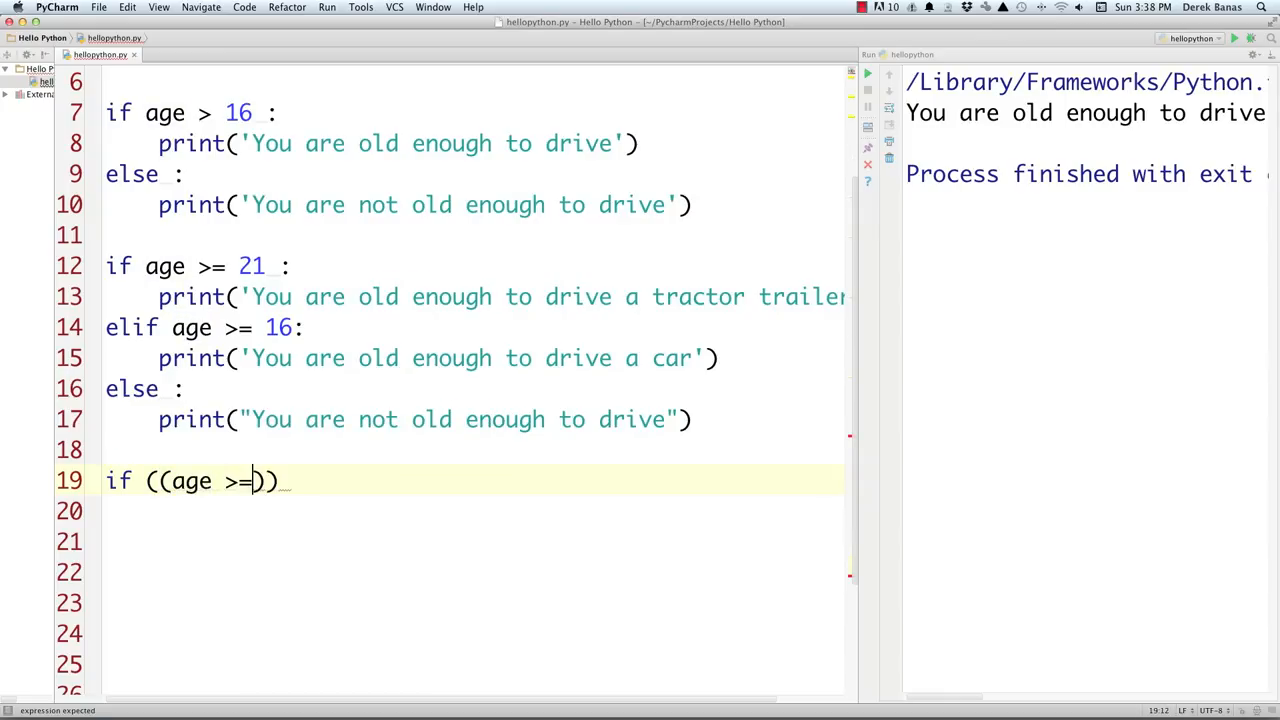 PyCharm File Edit View Navigate Code Refactor Run Tools VCS Window Help 10 Sun 3:38 PM Derek Banas
hellopython.py - Hello Python - [~/PycharmProjects/Hello Python]
Hello Python hellopython.py hellopython
hellopython.py Run hellopython
Hello P
hell
Externa
6
7 if age > 16 :
8 print('You are old enough to drive')
9 else :
10 print('You are not old enough to drive')
11
12 if age >= 21 :
13 print('You are old enough to drive a tractor trailer
14 elif age >= 16:
15 print('You are old enough to drive a car')
16 else :
17 print("You are not old enough to drive")
18
19 if ((age >=))
20
21
22
23
24
25
26
/Library/Frameworks/Python.
You are old enough to drive
Process finished with exit
expression expected 19:12 LF UTF-8